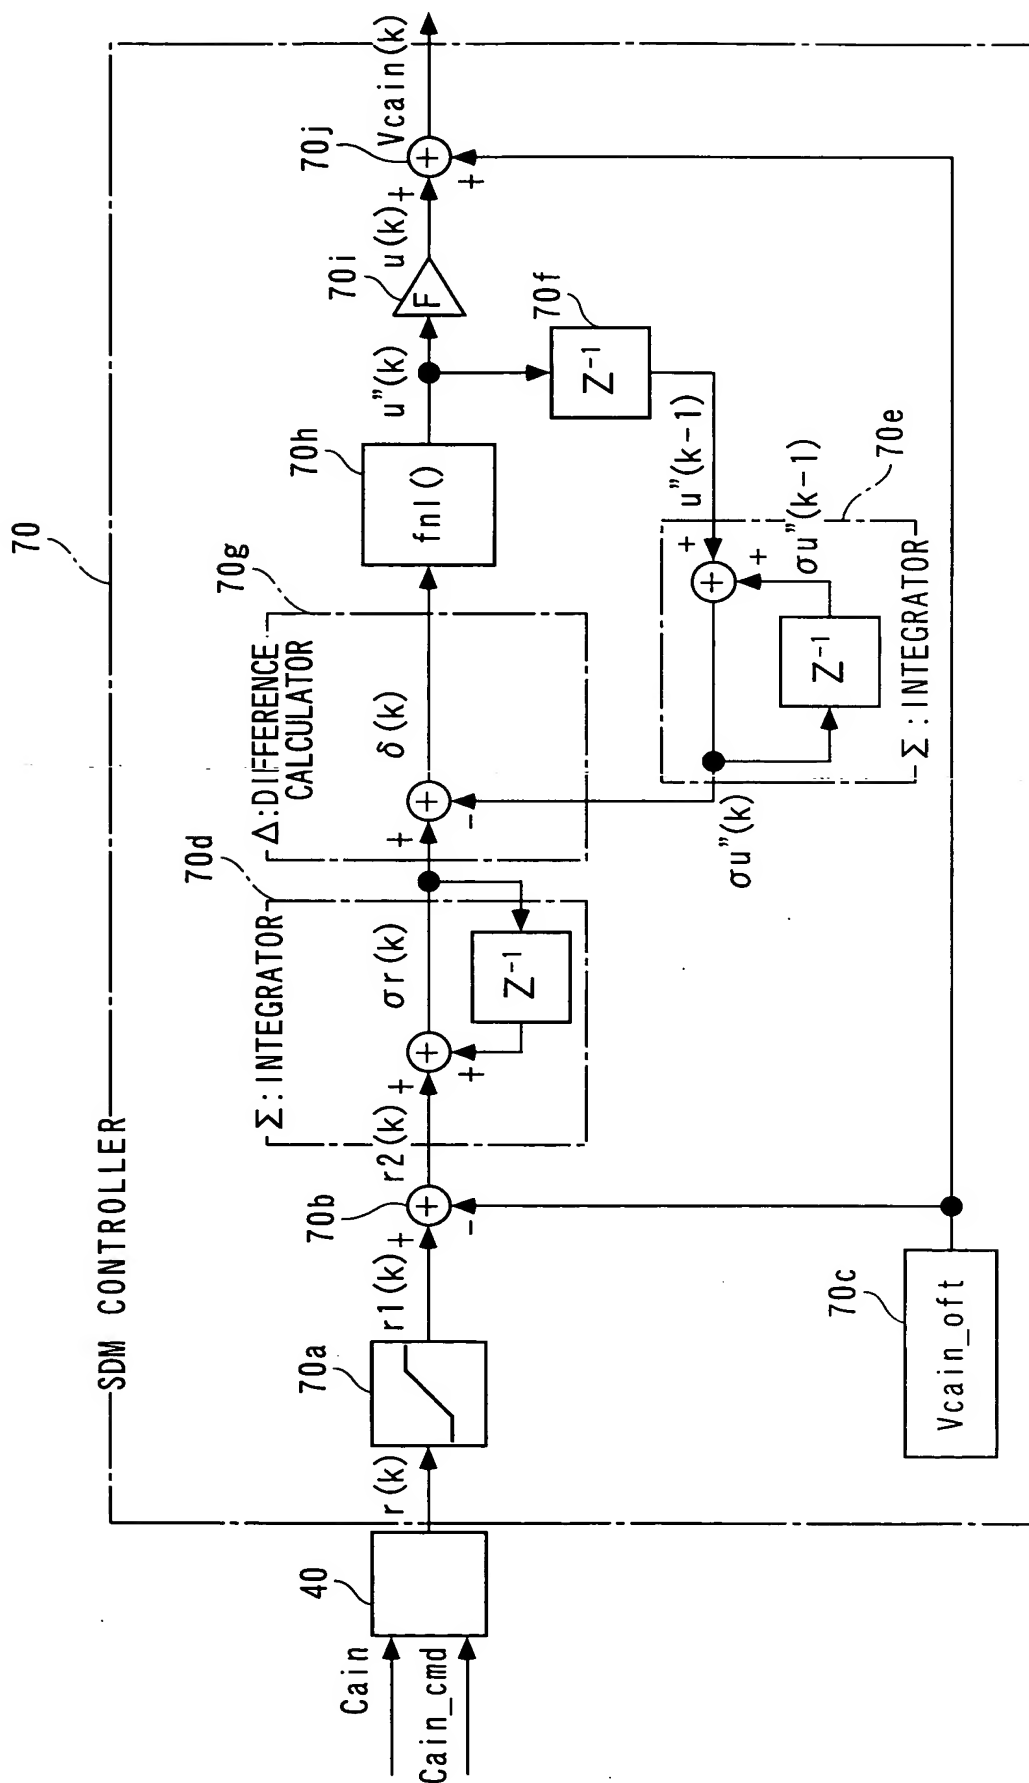 70
SDM CONTROLLER
Cain
Cain_cmd
40
r(k)
70a
r1(k)
+
-
70b
+
r2(k)
Σ:INTEGRATOR
70d
+
+
+
σr(k)
Z⁻¹
Δ:DIFFERENCE
CALCULATOR
70g
+
-
+
δ(k)
70h
fnl()
u"(k)
70i
F
u(k)
+
+
+
70j
Vcain(k)
70f
Z⁻¹
u"(k-1)
70e
+
+
+
σu"(k-1)
Z⁻¹
Σ:INTEGRATOR
σu"(k)
70c
Vcain_oft